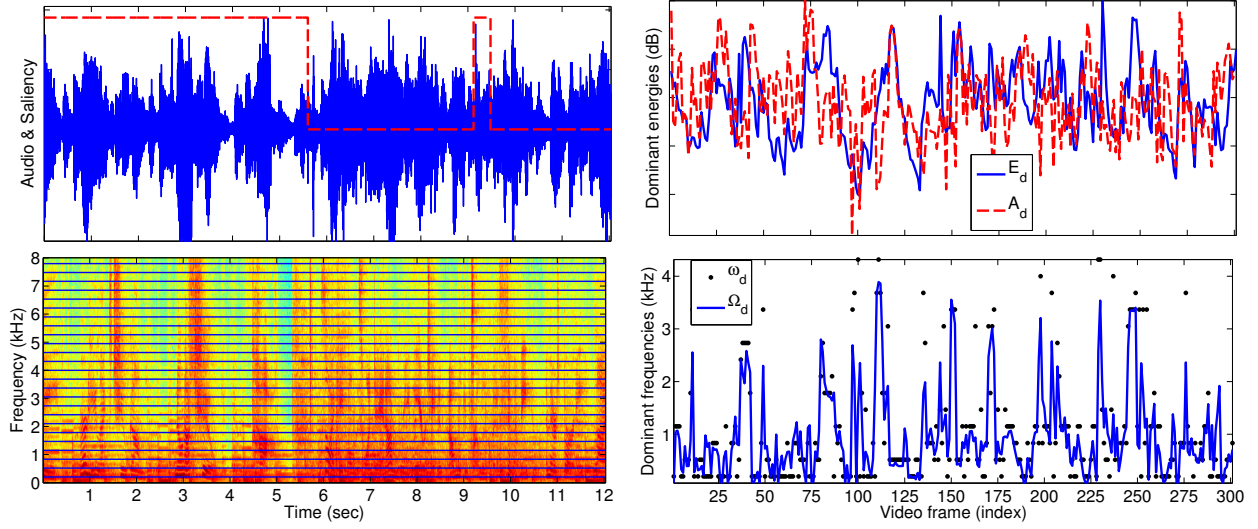 Audio & Saliency
Dominant energies (dB)
E_d
A_d
Frequency (kHz)
8
7
6
5
4
3
2
1
0
1 2 3 4 5 6 7 8 9 10 11 12
Time (sec)
Dominant frequencies (kHz)
4
3
2
1
ω_d
Ω_d
25 50 75 100 125 150 175 200 225 250 275 300
Video frame (index)